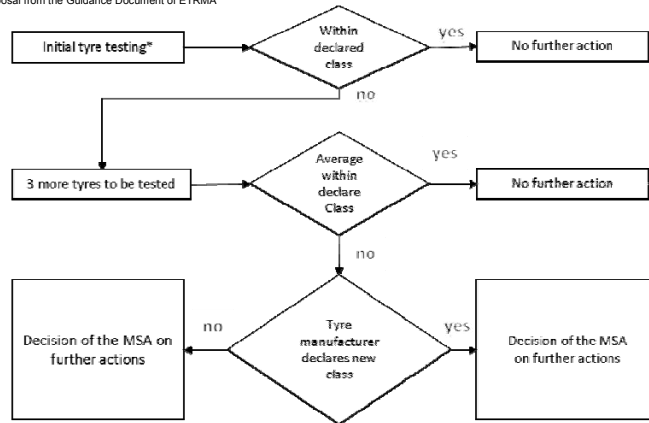 posal from the Guidance Document of ETRMA
Initial tyre testing*
Within
declared
class
yes
No further action
no
3 more tyres to be tested
Average
within
declare
Class
yes
No further action
no
Decision of the MSA on
further actions
no
Tyre
manufacturer
declares new
class
yes
Decision of the MSA
on further actions